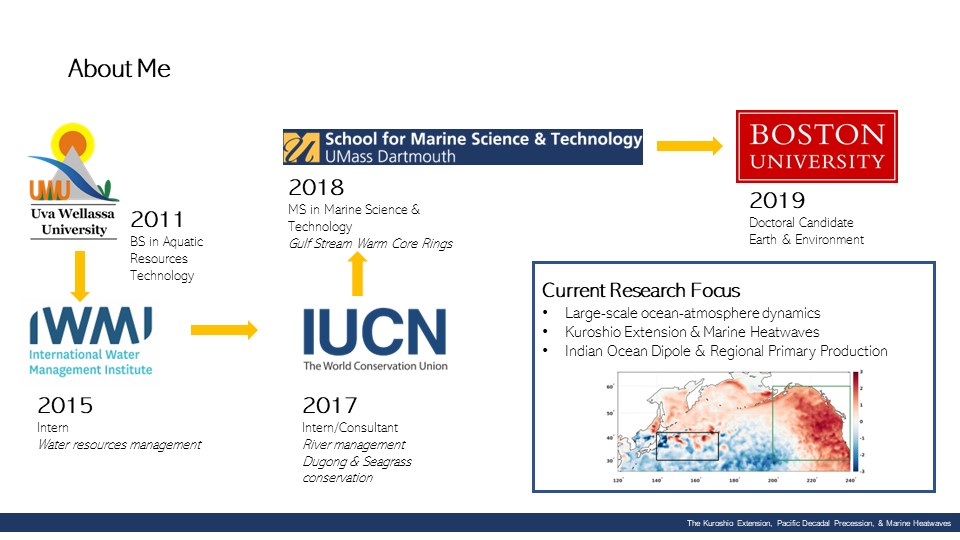 About Me
UWU
Uva Wellassa
University
2011
BS in Aquatic
Resources
Technology
IWMI
International Water
Management Institute
2015
Intern
Water resources management
IUCN
The World Conservation Union
2017
Intern/Consultant
River management
Dugong & Seagrass
conservation
School for Marine Science & Technology
UMass Dartmouth
2018
MS in Marine Science &
Technology
Gulf Stream Warm Core Rings
BOSTON
UNIVERSITY
2019
Doctoral Candidate
Earth & Environment
Current Research Focus
• Large-scale ocean-atmosphere dynamics
• Kuroshio Extension & Marine Heatwaves
• Indian Ocean Dipole & Regional Primary Production
60°
50°
40°
30°
120° 140° 160° 180° 200° 220° 240°
3
2
1
0
-1
-2
-3
The Kuroshio Extension, Pacific Decadal Precession, & Marine Heatwaves